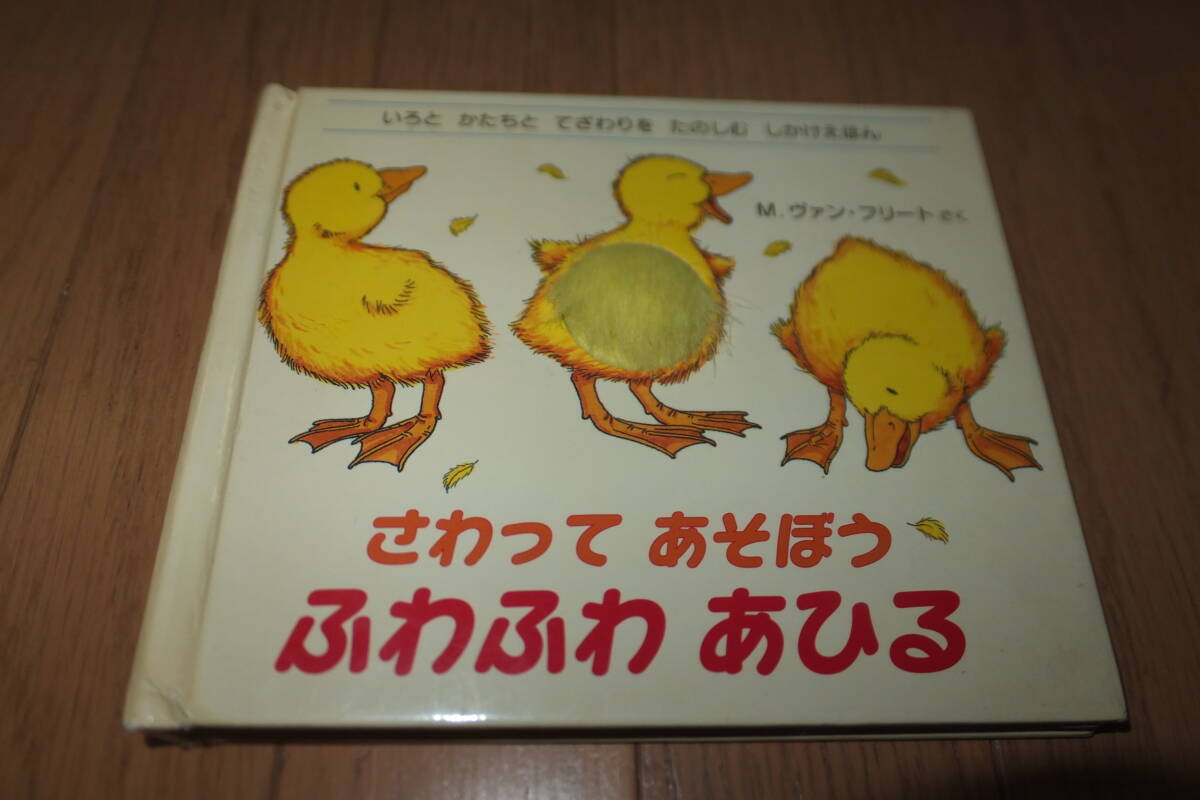 いろと かたちと てざわりを たのしむ しかけえほん
M.ヴァン・フリート さく
さわって あそぼう
ふわふわ あひる